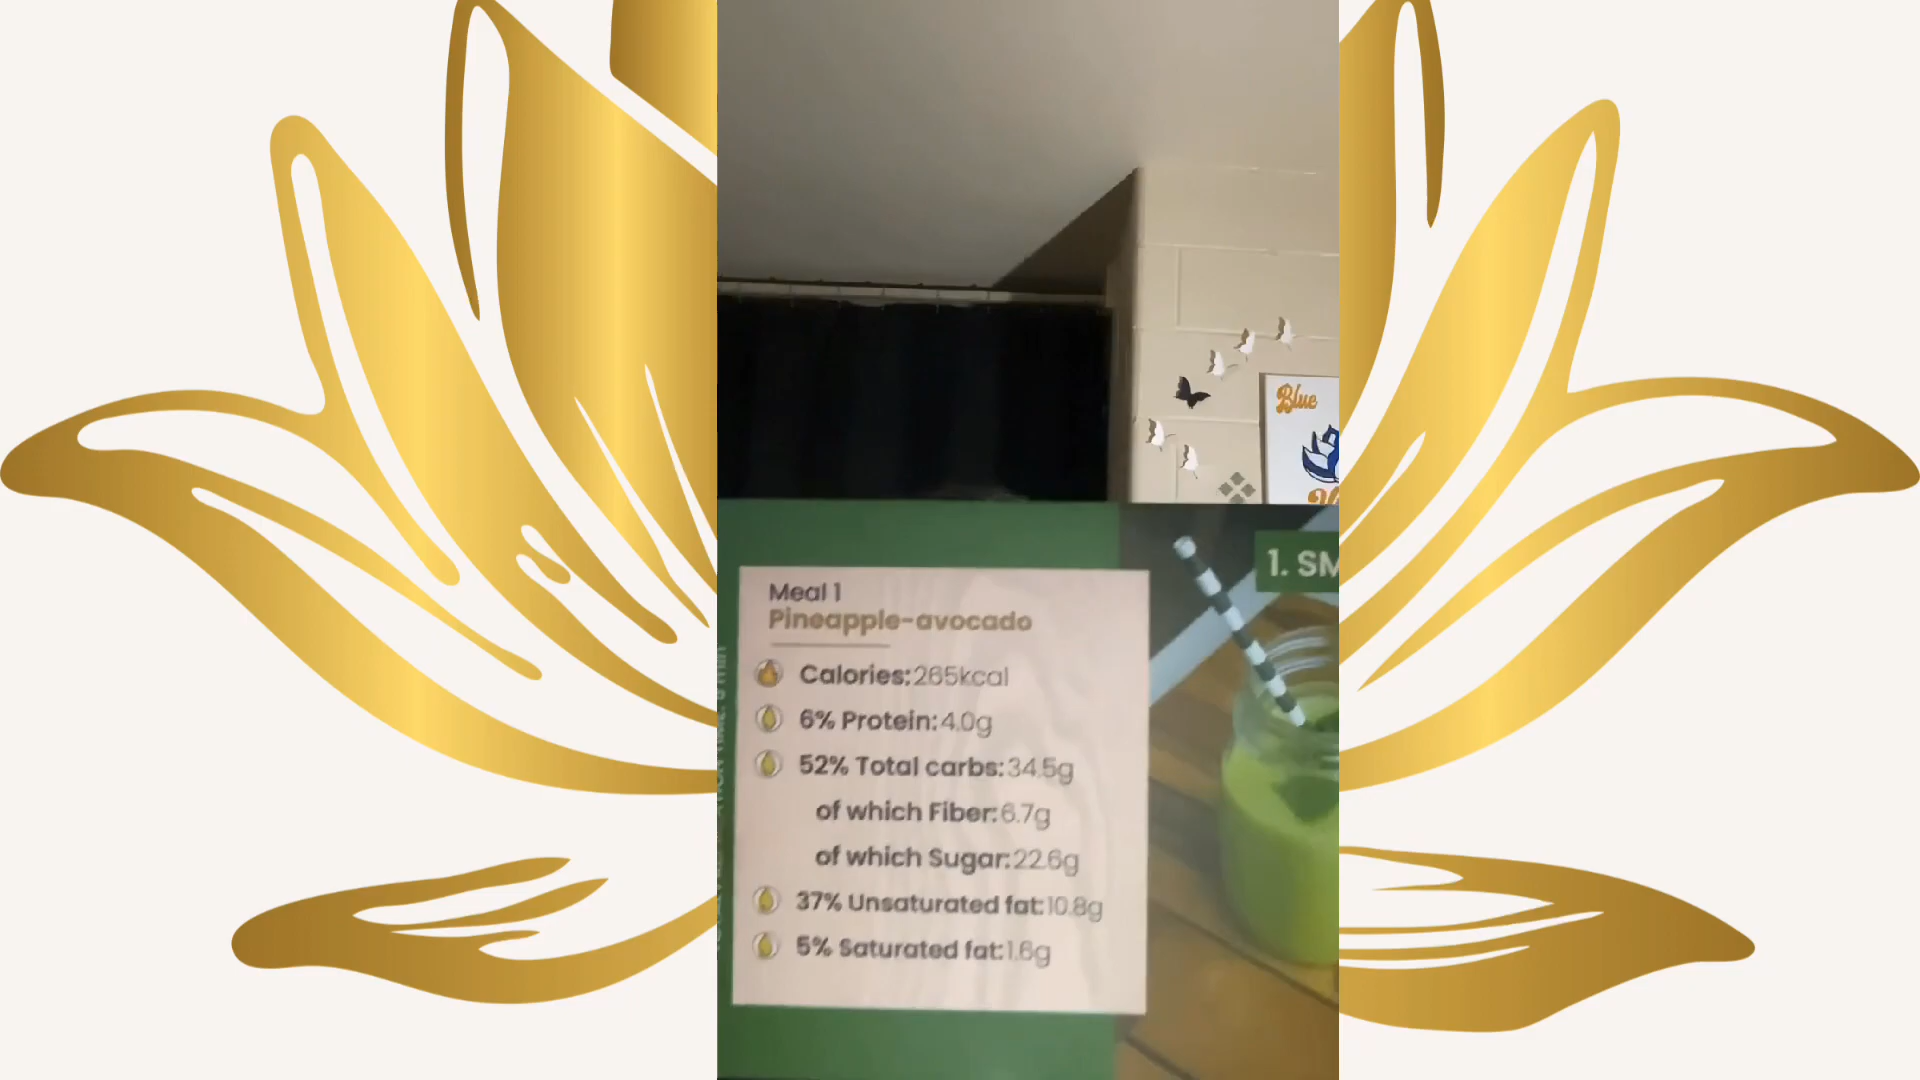 Blue
1. SM
Meal 1
Pineapple-avocado
Calories: 265kcal
6% Protein: 4.0g
52% Total carbs: 34.5g
of which Fiber: 6.7g
of which Sugar: 22.6g
37% Unsaturated fat: 10.8g
5% Saturated fat: 1.6g